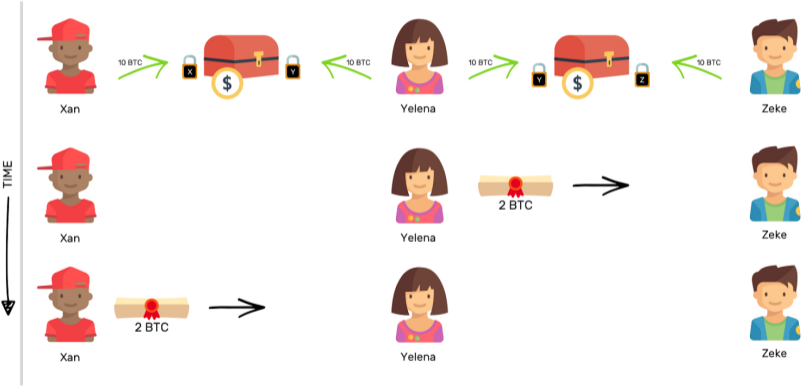 10 BTC
X
$
Y
10 BTC
10 BTC
Y
$
Z
10 BTC
Xan
Yelena
Zeke
TIME
2 BTC
Xan
Yelena
Zeke
2 BTC
Xan
Yelena
Zeke